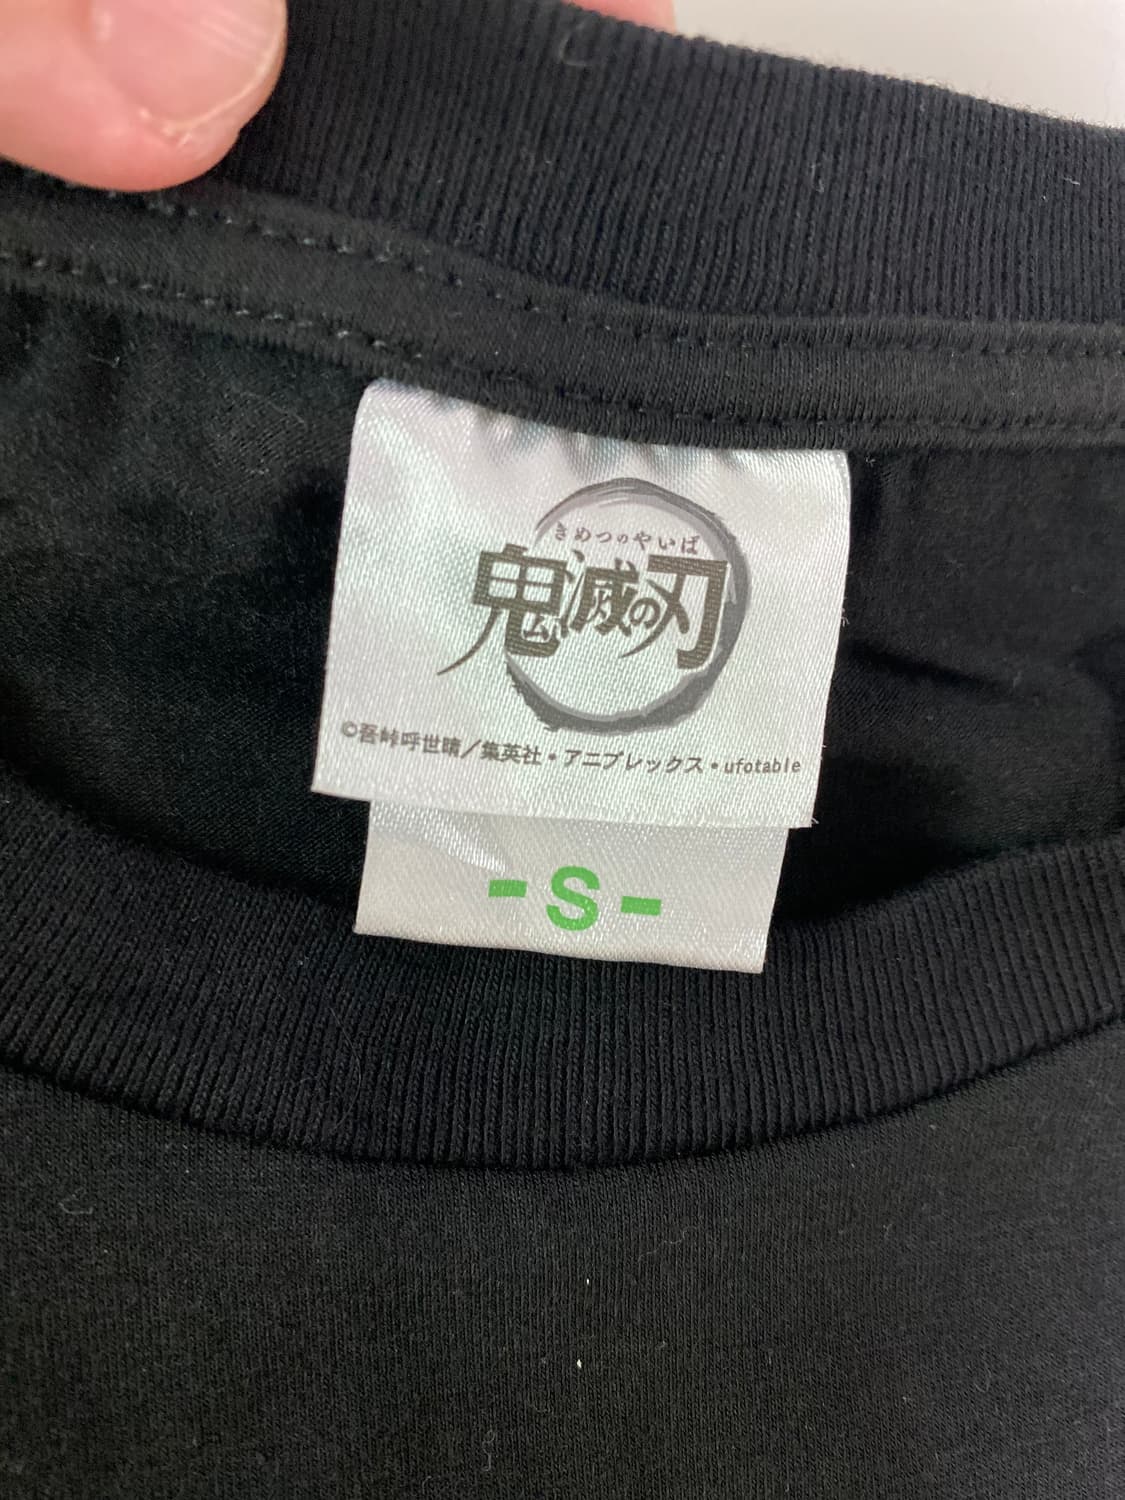 きめつのやいば
鬼滅の刃
©吾峠呼世晴／集英社・アニプレックス・ufotable
-S-